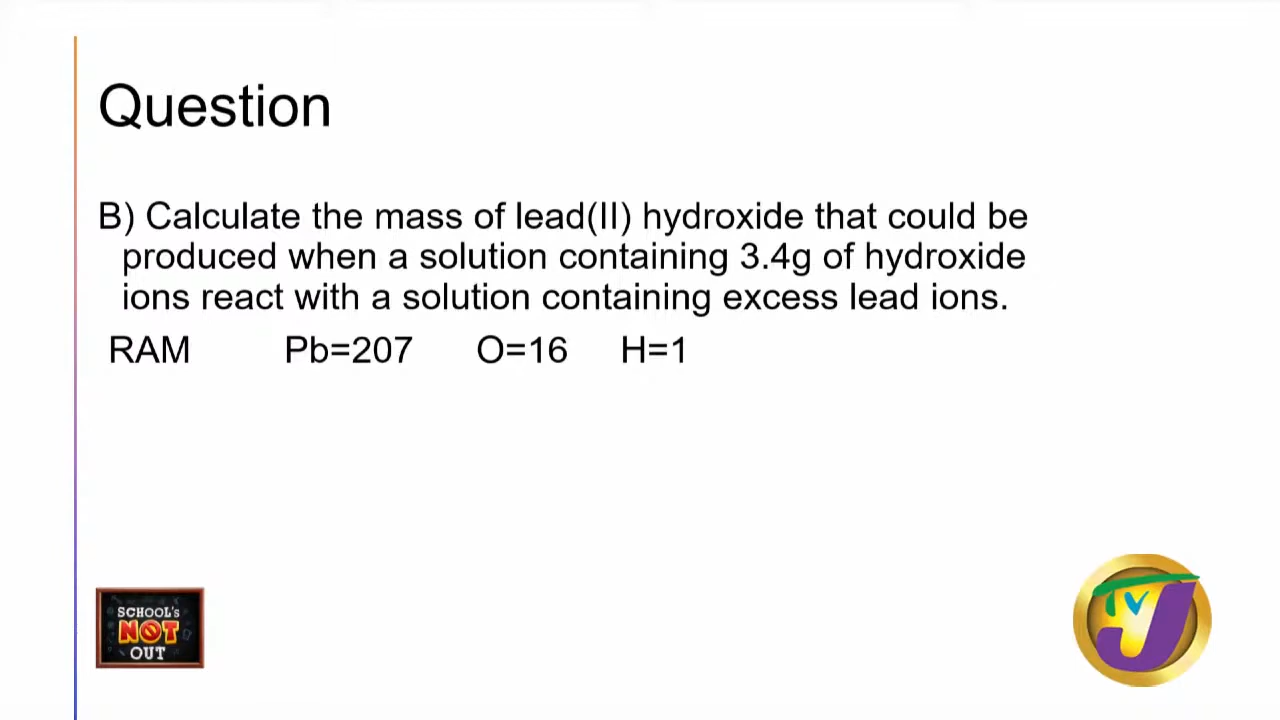 Question
B) Calculate the mass of lead(II) hydroxide that could be
produced when a solution containing 3.4g of hydroxide
ions react with a solution containing excess lead ions.
RAM Pb=207 O=16 H=1
SCHOOL's
NOT
OUT
TVJ